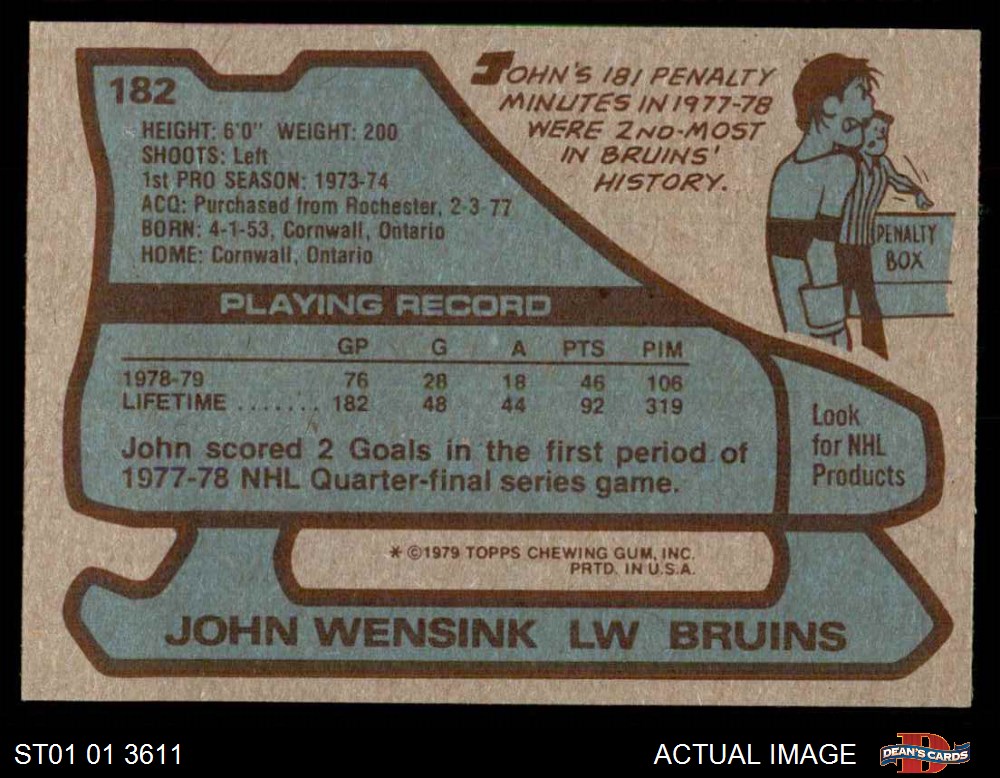 182
HEIGHT: 6'0" WEIGHT: 200
SHOOTS: Left
1st PRO SEASON: 1973-74
ACQ: Purchased from Rochester, 2-3-77
BORN: 4-1-53, Cornwall, Ontario
HOME: Cornwall, Ontario
JOHN'S 181 PENALTY
MINUTES IN 1977-78
WERE 2ND-MOST
IN BRUINS'
HISTORY.
PENALTY
BOX
PLAYING RECORD
GP G A PTS PIM
1978-79 76 28 18 46 106
LIFETIME ....... 182 48 44 92 319
John scored 2 Goals in the first period of
1977-78 NHL Quarter-final series game.
Look
for NHL
Products
* ©1979 TOPPS CHEWING GUM, INC.
PRTD. IN U.S.A.
JOHN WENSINK LW BRUINS
ST01 01 3611
ACTUAL IMAGE
D
DEAN'S CARDS